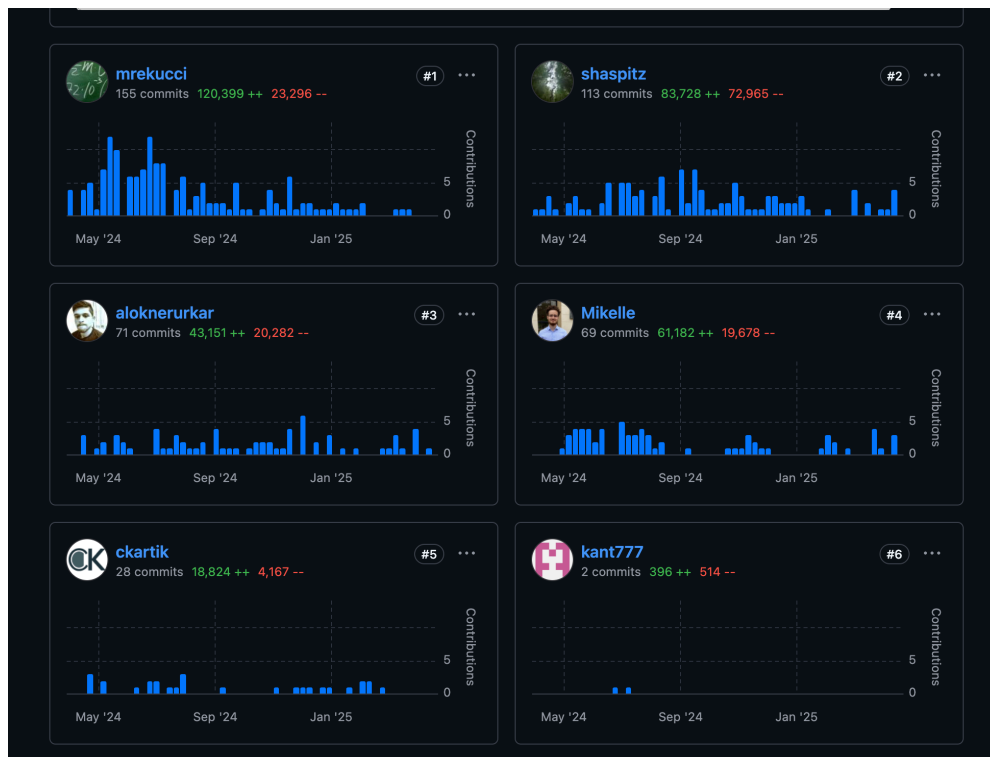 mrekucci
#1
155 commits 120,399 ++ 23,296 --
Contributions
5
0
May '24 Sep '24 Jan '25
shaspitz
#2
113 commits 83,728 ++ 72,965 --
Contributions
5
0
May '24 Sep '24 Jan '25
aloknerurkar
#3
71 commits 43,151 ++ 20,282 --
Contributions
5
0
May '24 Sep '24 Jan '25
Mikelle
#4
69 commits 61,182 ++ 19,678 --
Contributions
5
0
May '24 Sep '24 Jan '25
CK
ckartik
#5
28 commits 18,824 ++ 4,167 --
Contributions
5
0
May '24 Sep '24 Jan '25
kant777
#6
2 commits 396 ++ 514 --
Contributions
5
0
May '24 Sep '24 Jan '25